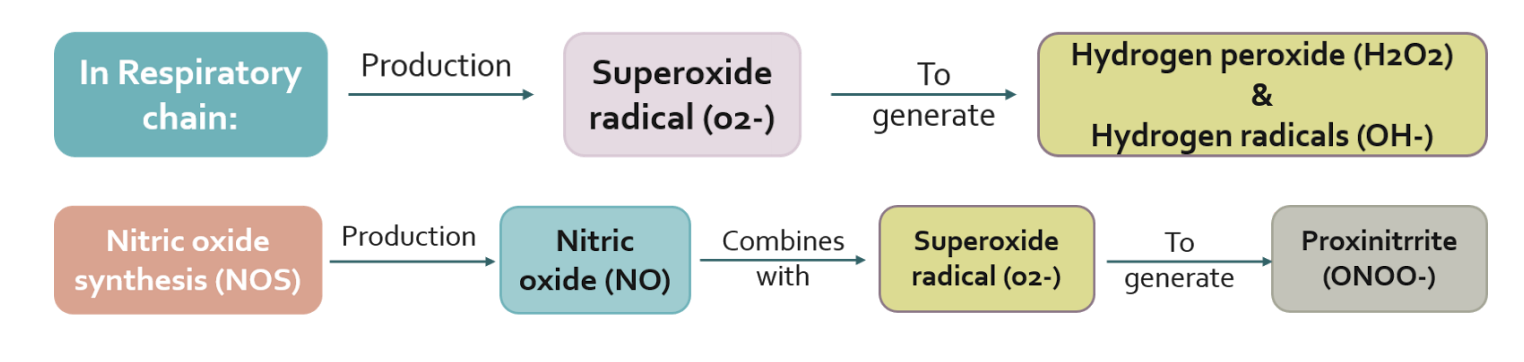 In Respiratory
chain:
Production
Superoxide
radical (o2-)
To
generate
Hydrogen peroxide (H2O2)
&
Hydrogen radicals (OH-)
Nitric oxide
synthesis (NOS)
Production
Nitric
oxide (NO)
Combines
with
Superoxide
radical (o2-)
To
generate
Proxinitrrite
(ONOO-)